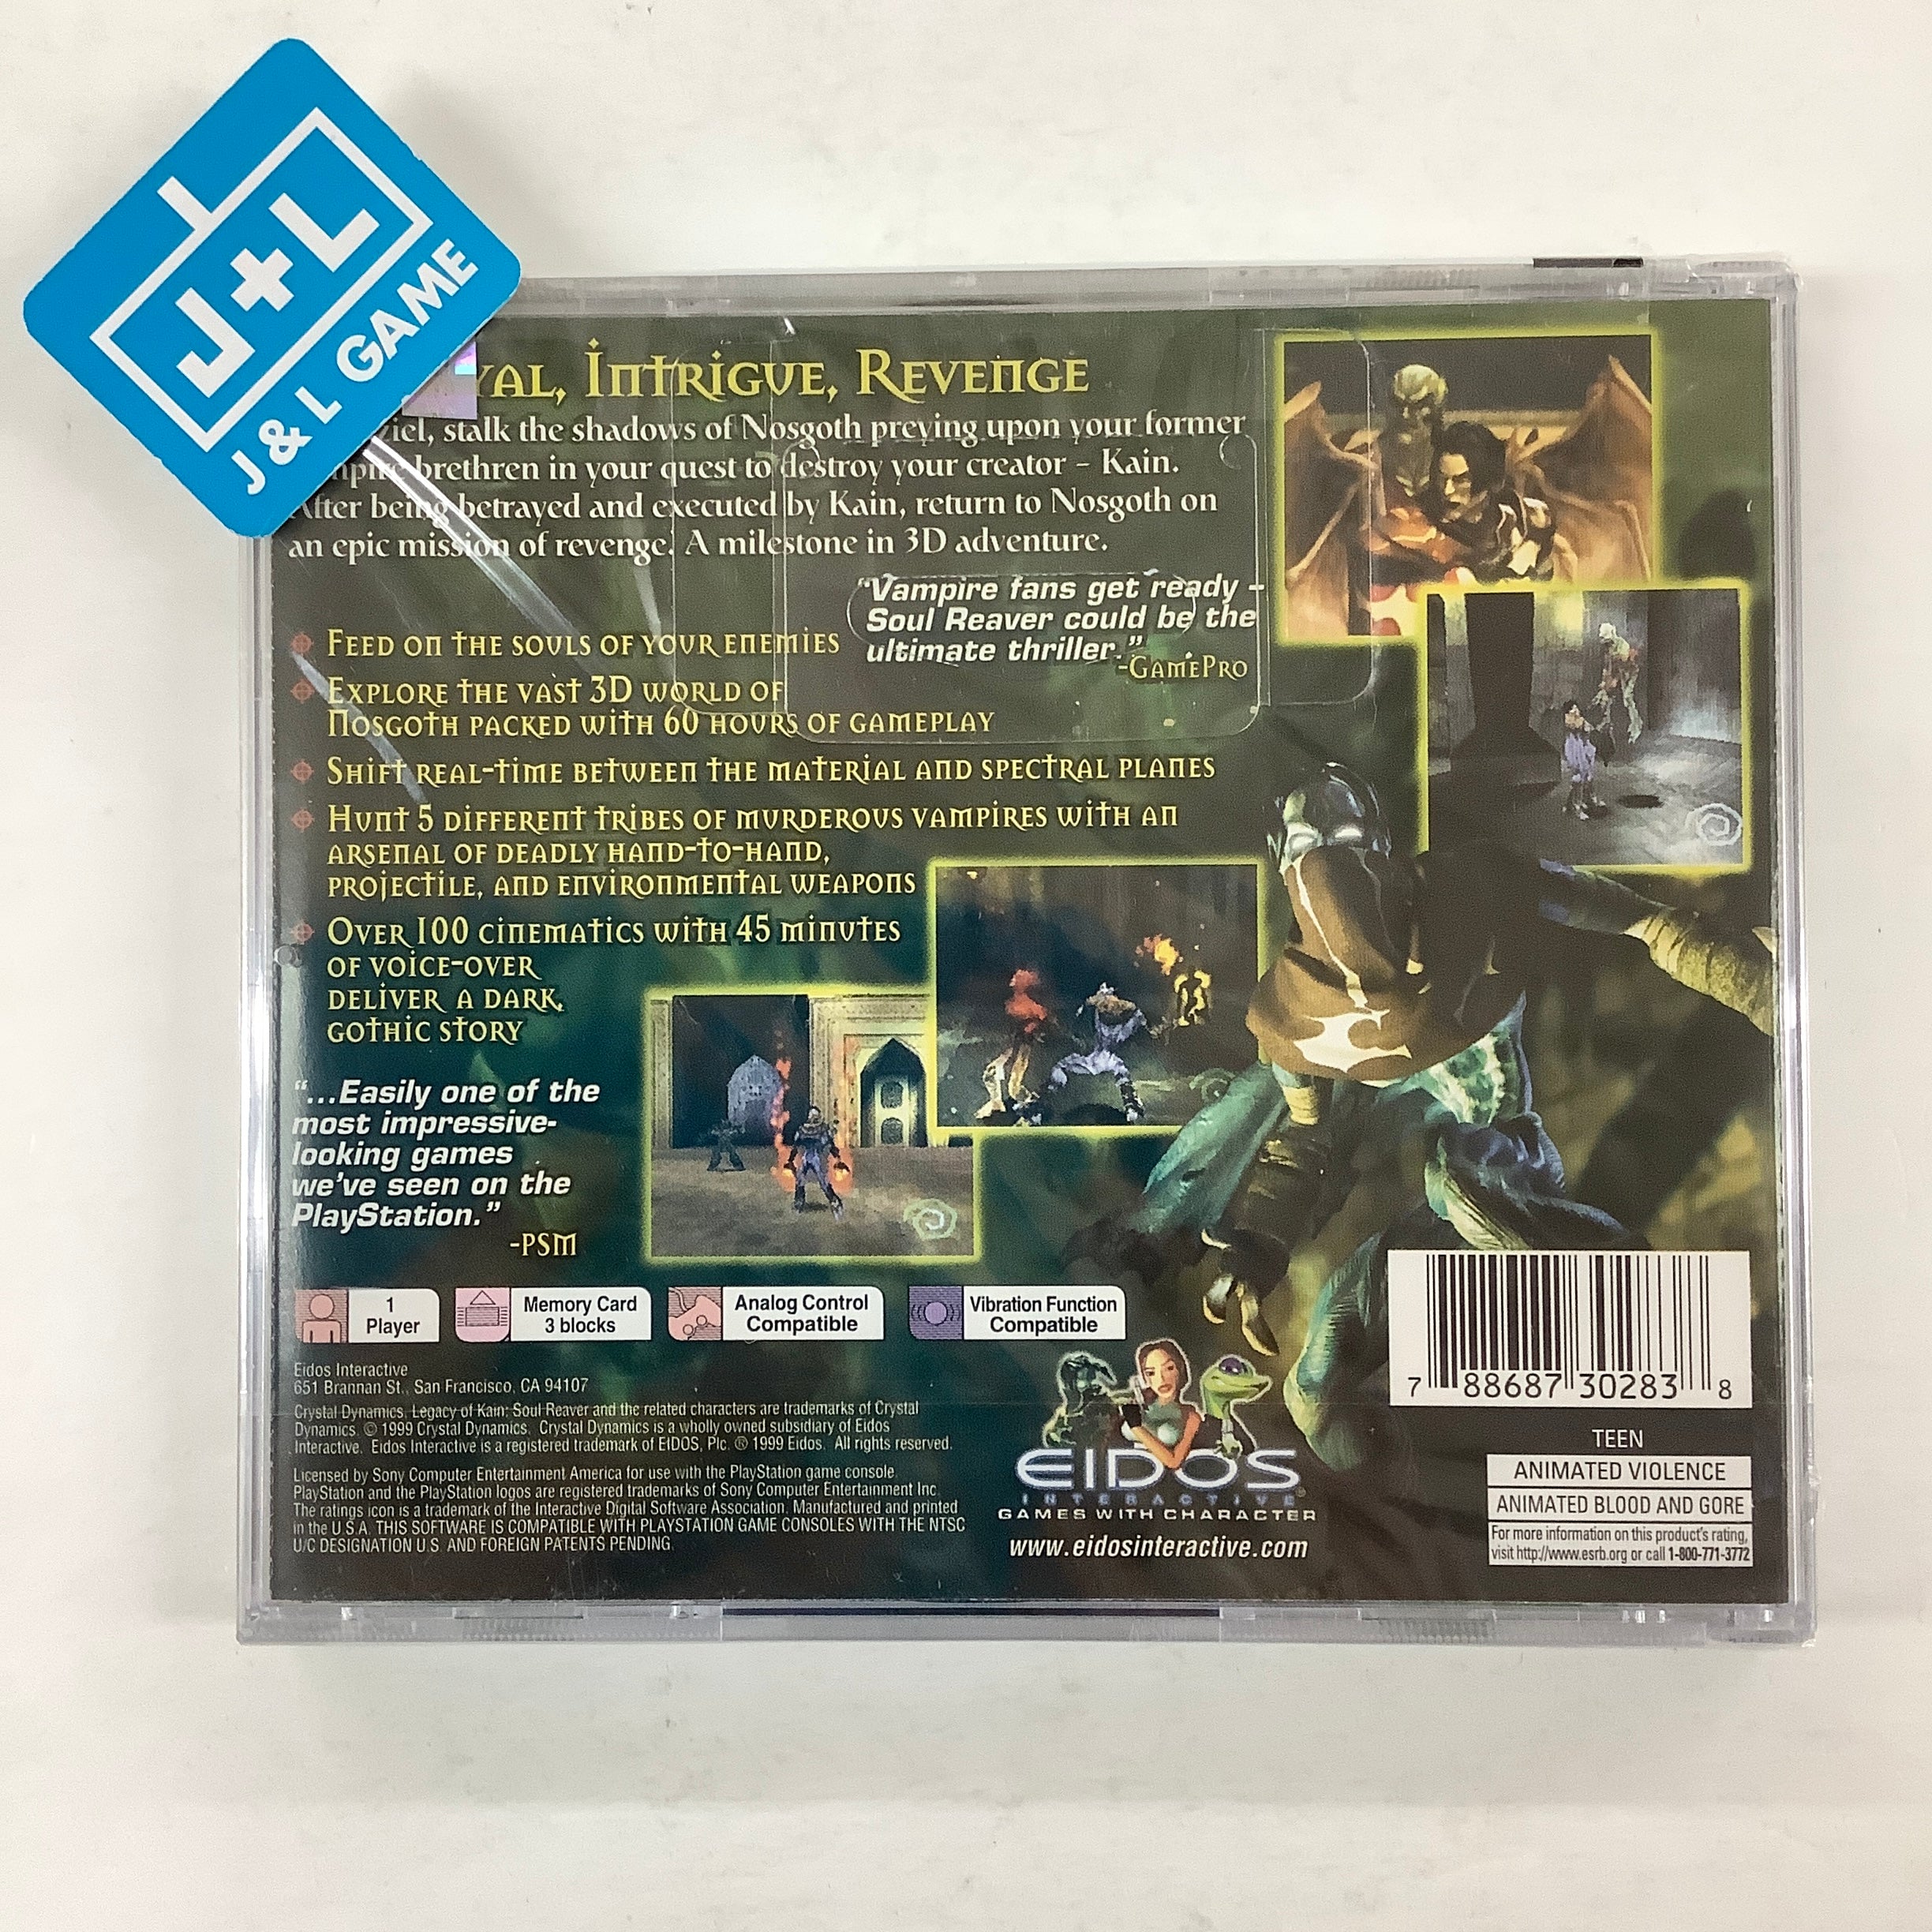 J+L
J & L GAME
YAL, INTRIGUE, REVENGE
ziel, stalk the shadows of Nosgoth preying upon your former
brethren in your quest to destroy your creator – Kain.
After being betrayed and executed by Kain, return to Nosgoth on
an epic mission of revenge. A milestone in 3D adventure.
"Vampire fans get ready –
Soul Reaver could be the
ultimate thriller."
-GAMEPRO
FEED ON THE SOULS OF YOUR ENEMIES
EXPLORE THE VAST 3D WORLD OF
NOSGOTH PACKED WITH 60 HOURS OF GAMEPLAY
SHIFT REAL-TIME BETWEEN THE MATERIAL AND SPECTRAL PLANES
HUNT 5 DIFFERENT TRIBES OF MURDEROUS VAMPIRES WITH AN
ARSENAL OF DEADLY HAND-TO-HAND,
PROJECTILE, AND ENVIRONMENTAL WEAPONS
OVER 100 CINEMATICS WITH 45 MINUTES
OF VOICE-OVER
DELIVER A DARK,
GOTHIC STORY
"...Easily one of the
most impressive-
looking games
we've seen on the
PlayStation."
-PSM
1
Player
Memory Card
3 blocks
Analog Control
Compatible
Vibration Function
Compatible
Eidos Interactive
651 Brannan St., San Francisco, CA 94107
Crystal Dynamics, Legacy of Kain: Soul Reaver and the related characters are trademarks of Crystal
Dynamics. © 1999 Crystal Dynamics. Crystal Dynamics is a wholly owned subsidiary of Eidos
Interactive. Eidos Interactive is a registered trademark of EIDOS, Plc. ® 1999 Eidos. All rights reserved.
Licensed by Sony Computer Entertainment America for use with the PlayStation game console.
PlayStation and the PlayStation logos are registered trademarks of Sony Computer Entertainment Inc.
The ratings icon is a trademark of the Interactive Digital Software Association. Manufactured and printed
in the U.S.A. THIS SOFTWARE IS COMPATIBLE WITH PLAYSTATION GAME CONSOLES WITH THE NTSC
U/C DESIGNATION U.S. AND FOREIGN PATENTS PENDING.
EIDOS
INTERACTIVE
GAMES WITH CHARACTER
www.eidosinteractive.com
7 88687 30283 8
TEEN
ANIMATED VIOLENCE
ANIMATED BLOOD AND GORE
For more information on this product's rating,
visit http://www.esrb.org or call 1-800-771-3772